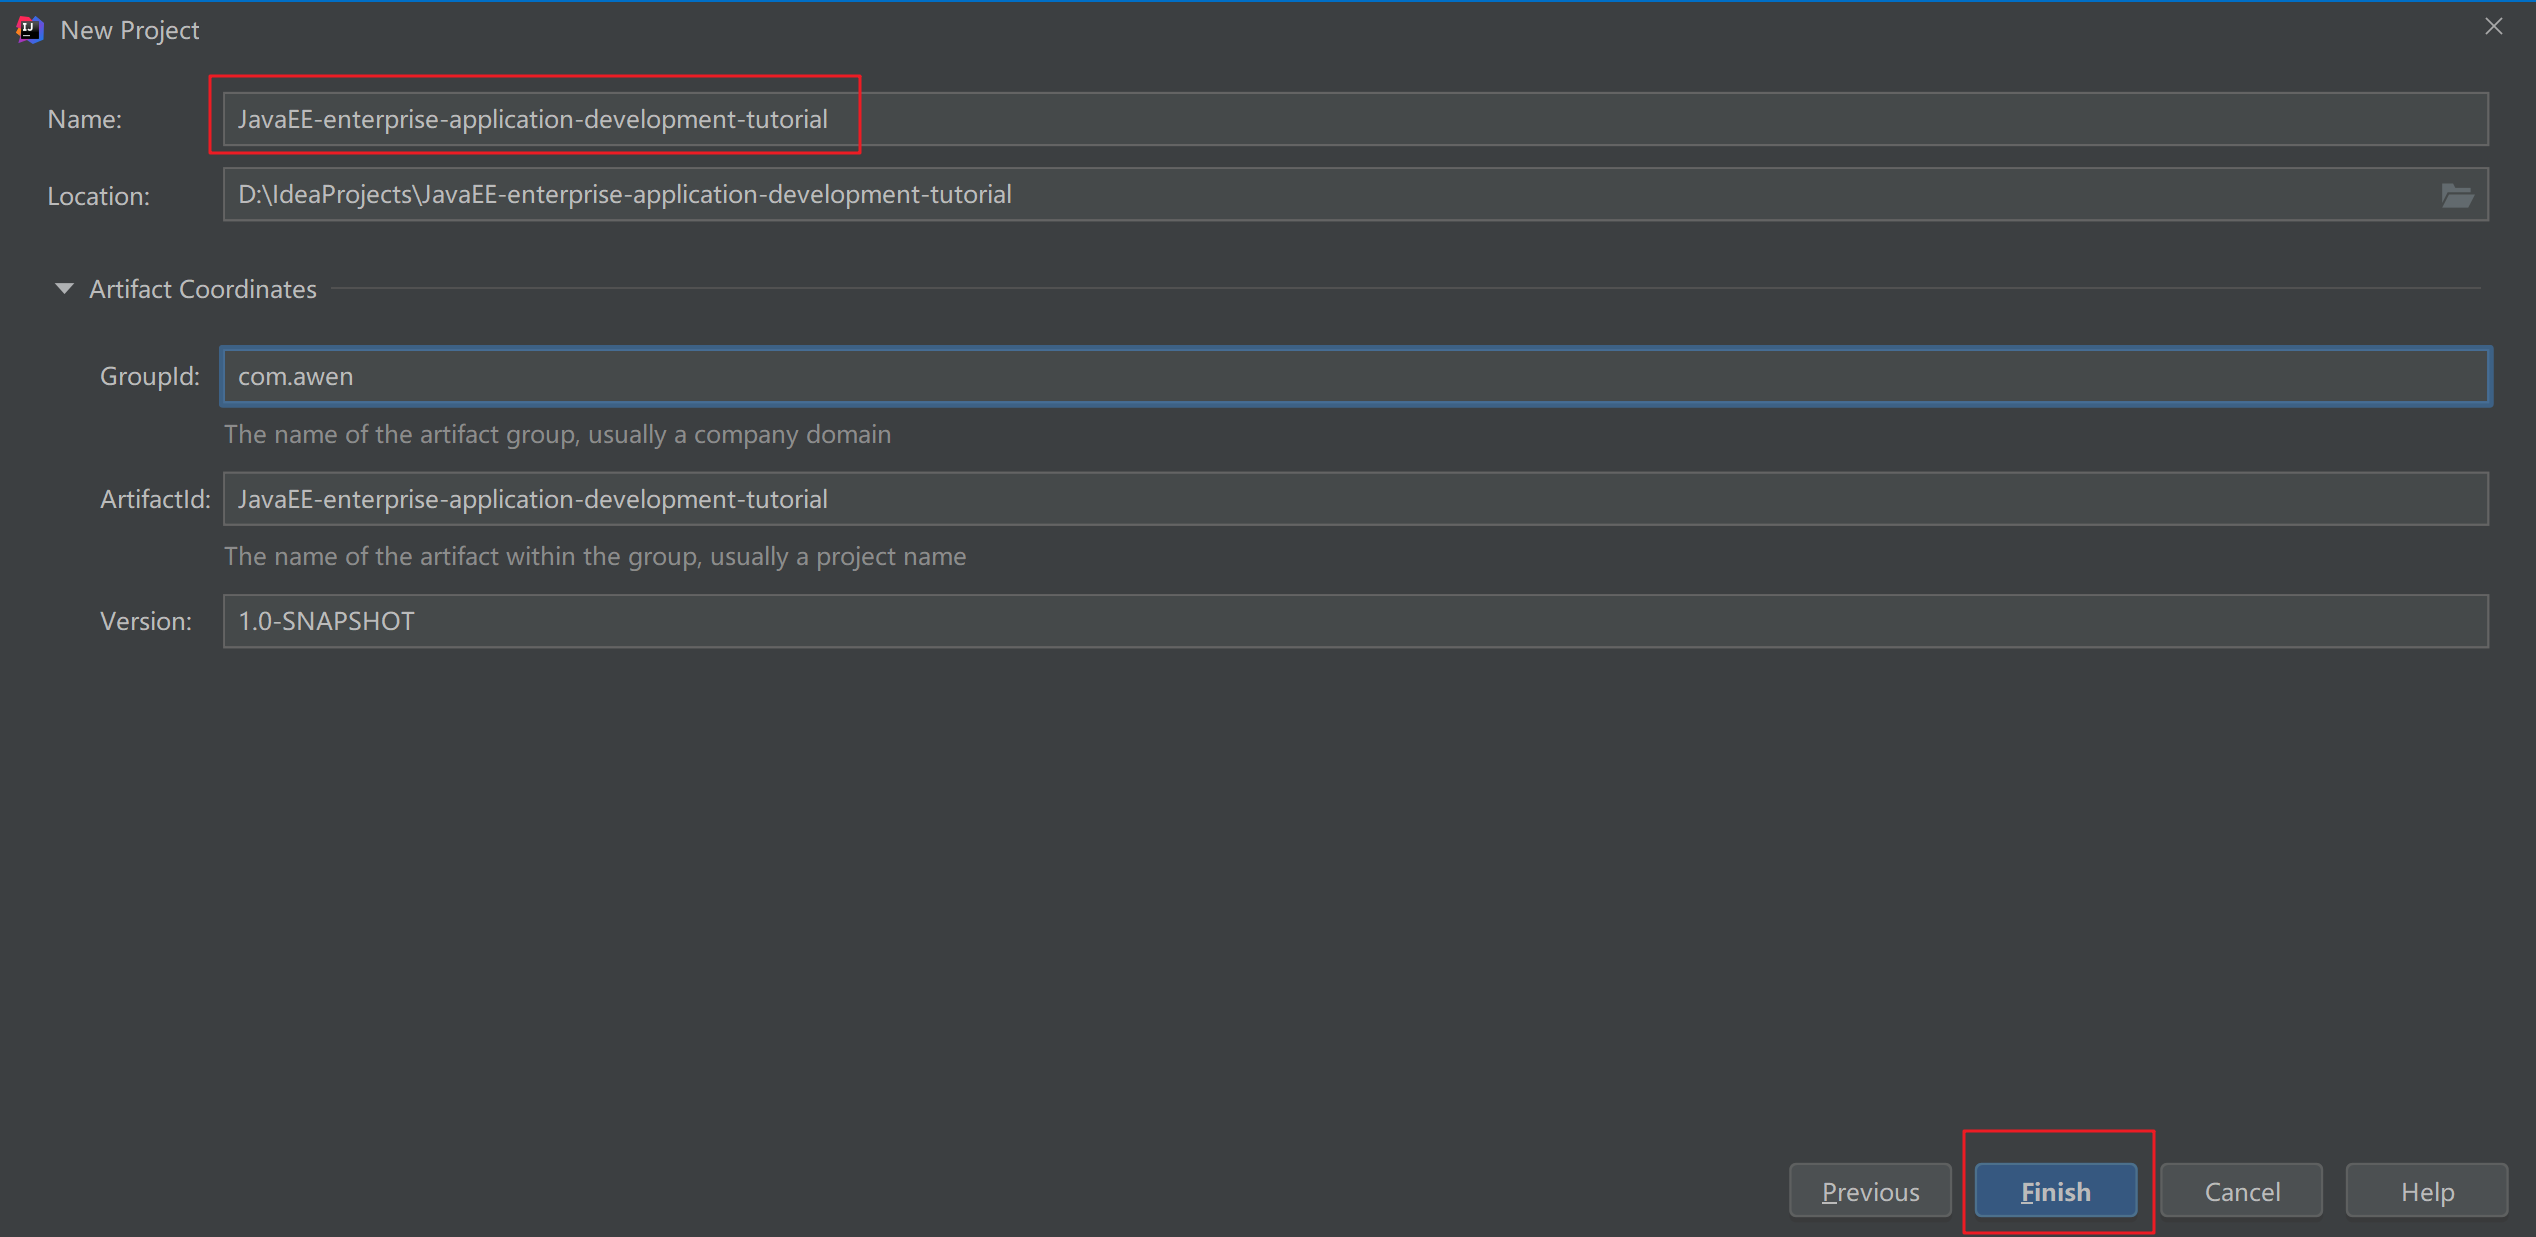 IJ
New Project
Name: JavaEE-enterprise-application-development-tutorial
Location: D:\IdeaProjects\JavaEE-enterprise-application-development-tutorial
Artifact Coordinates
GroupId: com.awen
The name of the artifact group, usually a company domain
ArtifactId: JavaEE-enterprise-application-development-tutorial
The name of the artifact within the group, usually a project name
Version: 1.0-SNAPSHOT
Previous Finish Cancel Help